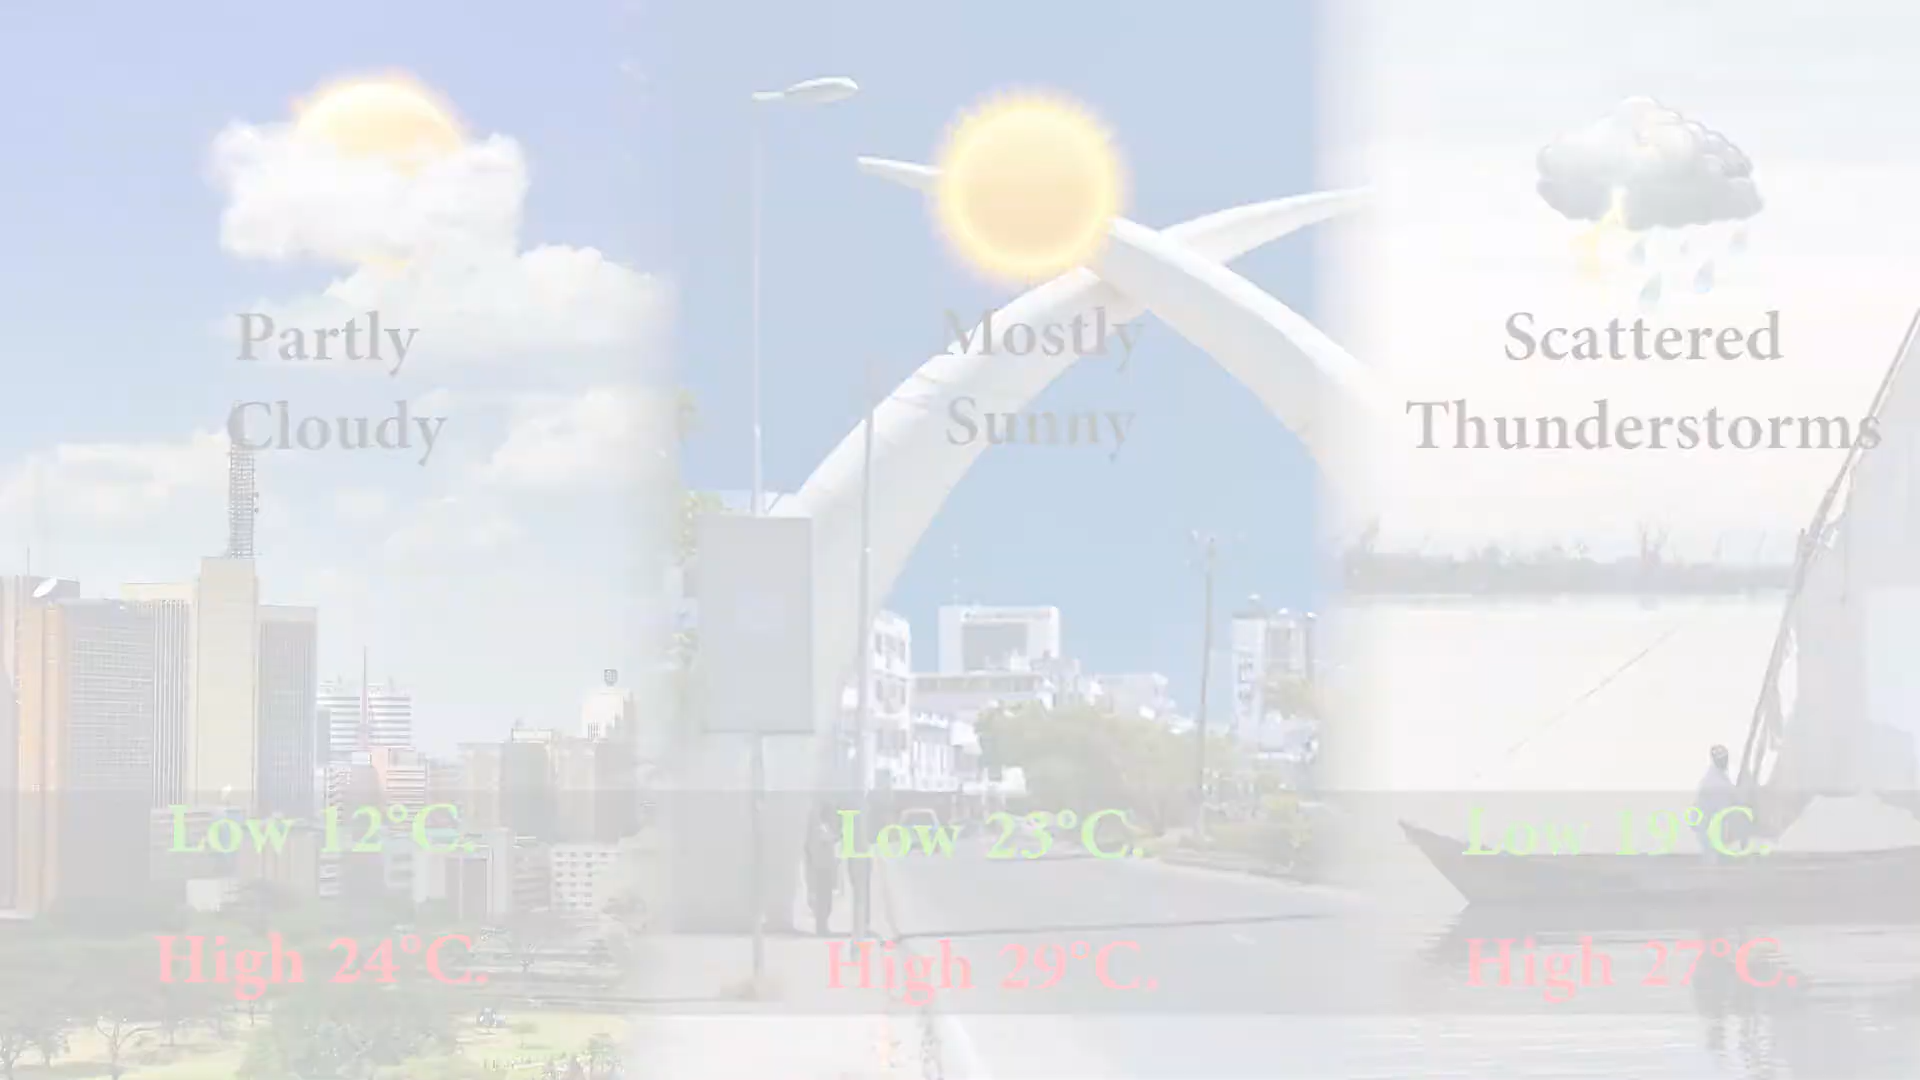 Partly
Cloudy
Low 12°C.
High 24°C.
Mostly
Sunny
Low 23°C.
High 29°C.
Scattered
Thunderstorms
Low 19°C.
High 27°C.